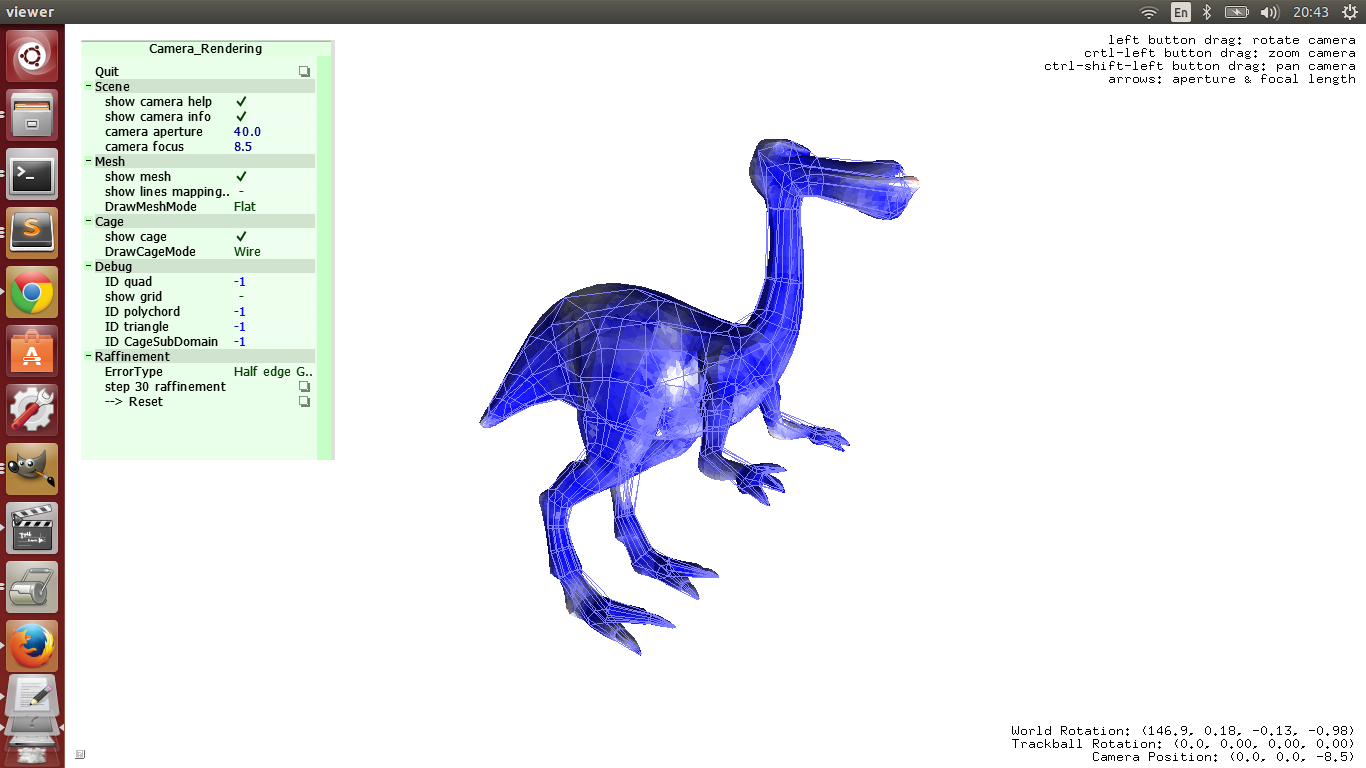 viewer
En
20:43
Camera_Rendering
Quit
- Scene
show camera help ✓
show camera info ✓
camera aperture 40.0
camera focus 8.5
- Mesh
show mesh ✓
show lines mapping.. -
DrawMeshMode Flat
- Cage
show cage ✓
DrawCageMode Wire
- Debug
ID quad -1
show grid -
ID polychord -1
ID triangle -1
ID CageSubDomain -1
- Raffinement
ErrorType Half edge G..
step 30 raffinement
--> Reset
left button drag: rotate camera
crtl-left button drag: zoom camera
ctrl-shift-left button drag: pan camera
arrows: aperture & focal length
World Rotation: (146.9, 0.18, -0.13, -0.98)
Trackball Rotation: (0.0, 0.00, 0.00, 0.00)
Camera Position: (0.0, 0.0, -8.5)